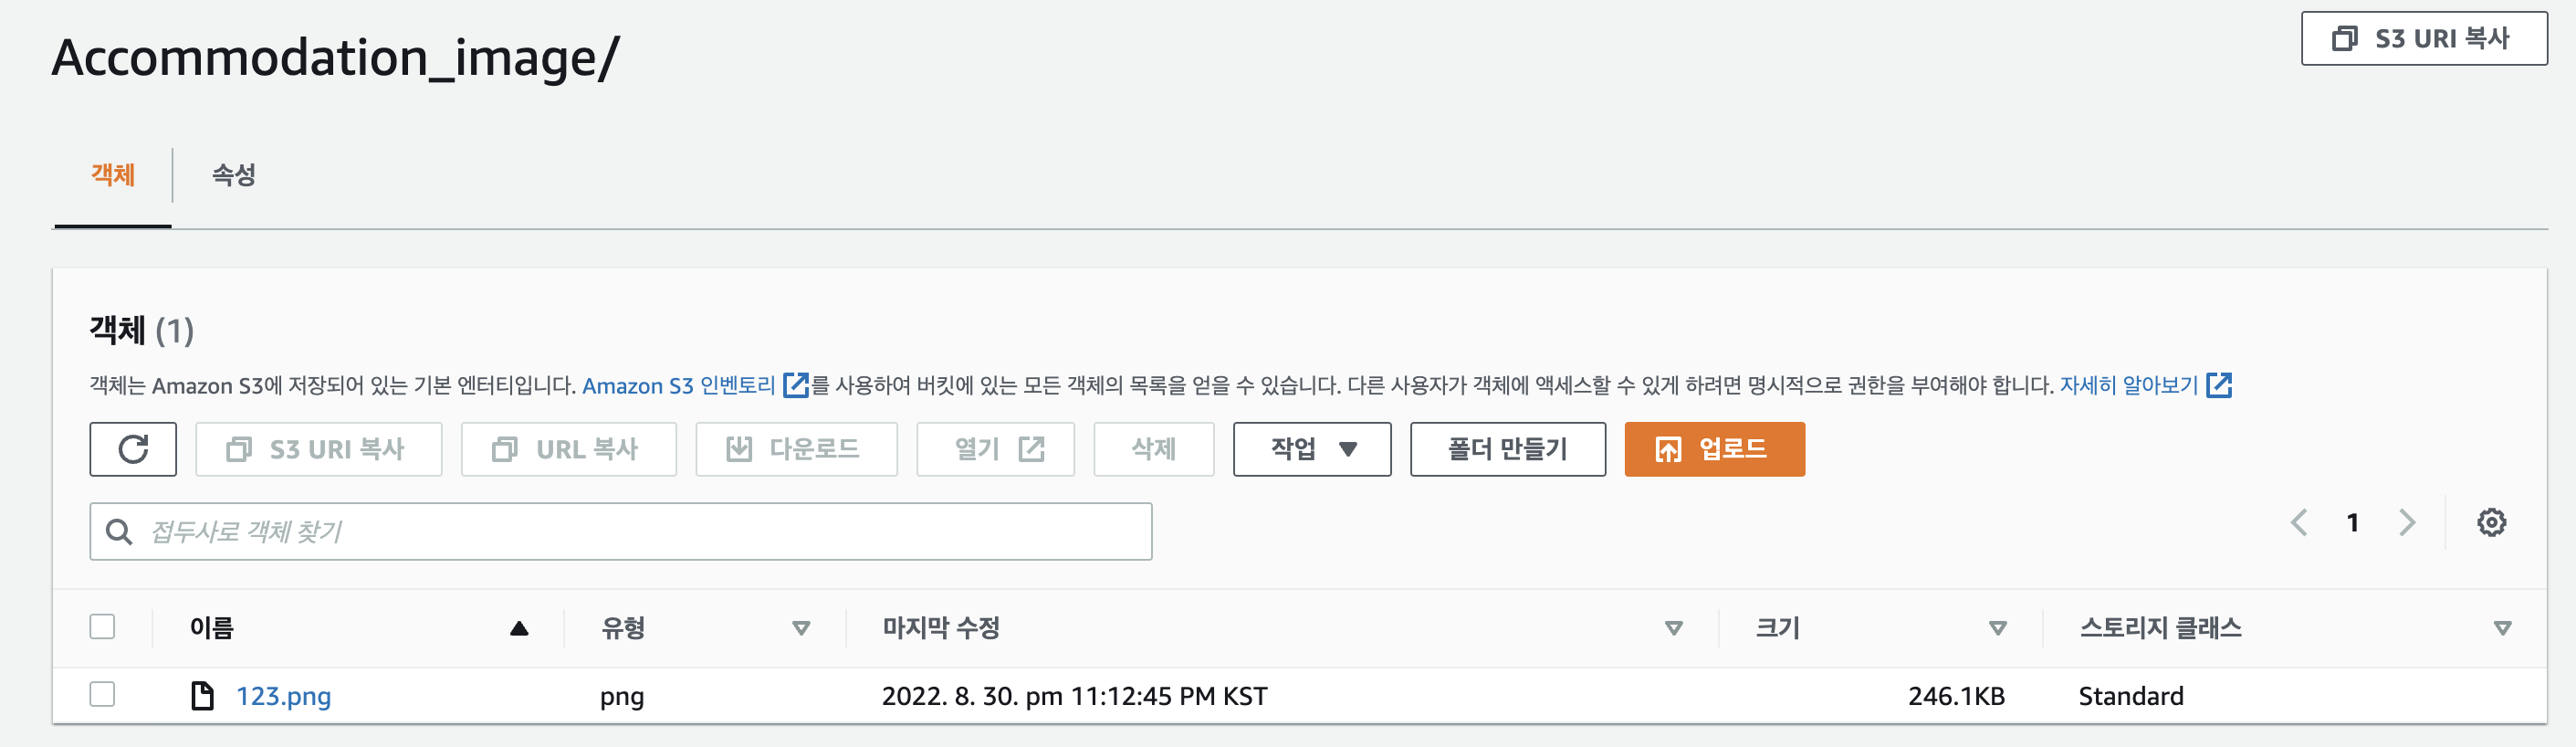 Accommodation_image/
S3 URI 복사
객체
속성
객체 (1)
객체는 Amazon S3에 저장되어 있는 기본 엔터티입니다. Amazon S3 인벤토리 를 사용하여 버킷에 있는 모든 객체의 목록을 얻을 수 있습니다. 다른 사용자가 객체에 액세스할 수 있게 하려면 명시적으로 권한을 부여해야 합니다. 자세히 알아보기
S3 URI 복사 URL 복사 다운로드 열기 삭제 작업 폴더 만들기 업로드
접두사로 객체 찾기
1
이름 유형 마지막 수정 크기 스토리지 클래스
123.png png 2022. 8. 30. pm 11:12:45 PM KST 246.1KB Standard